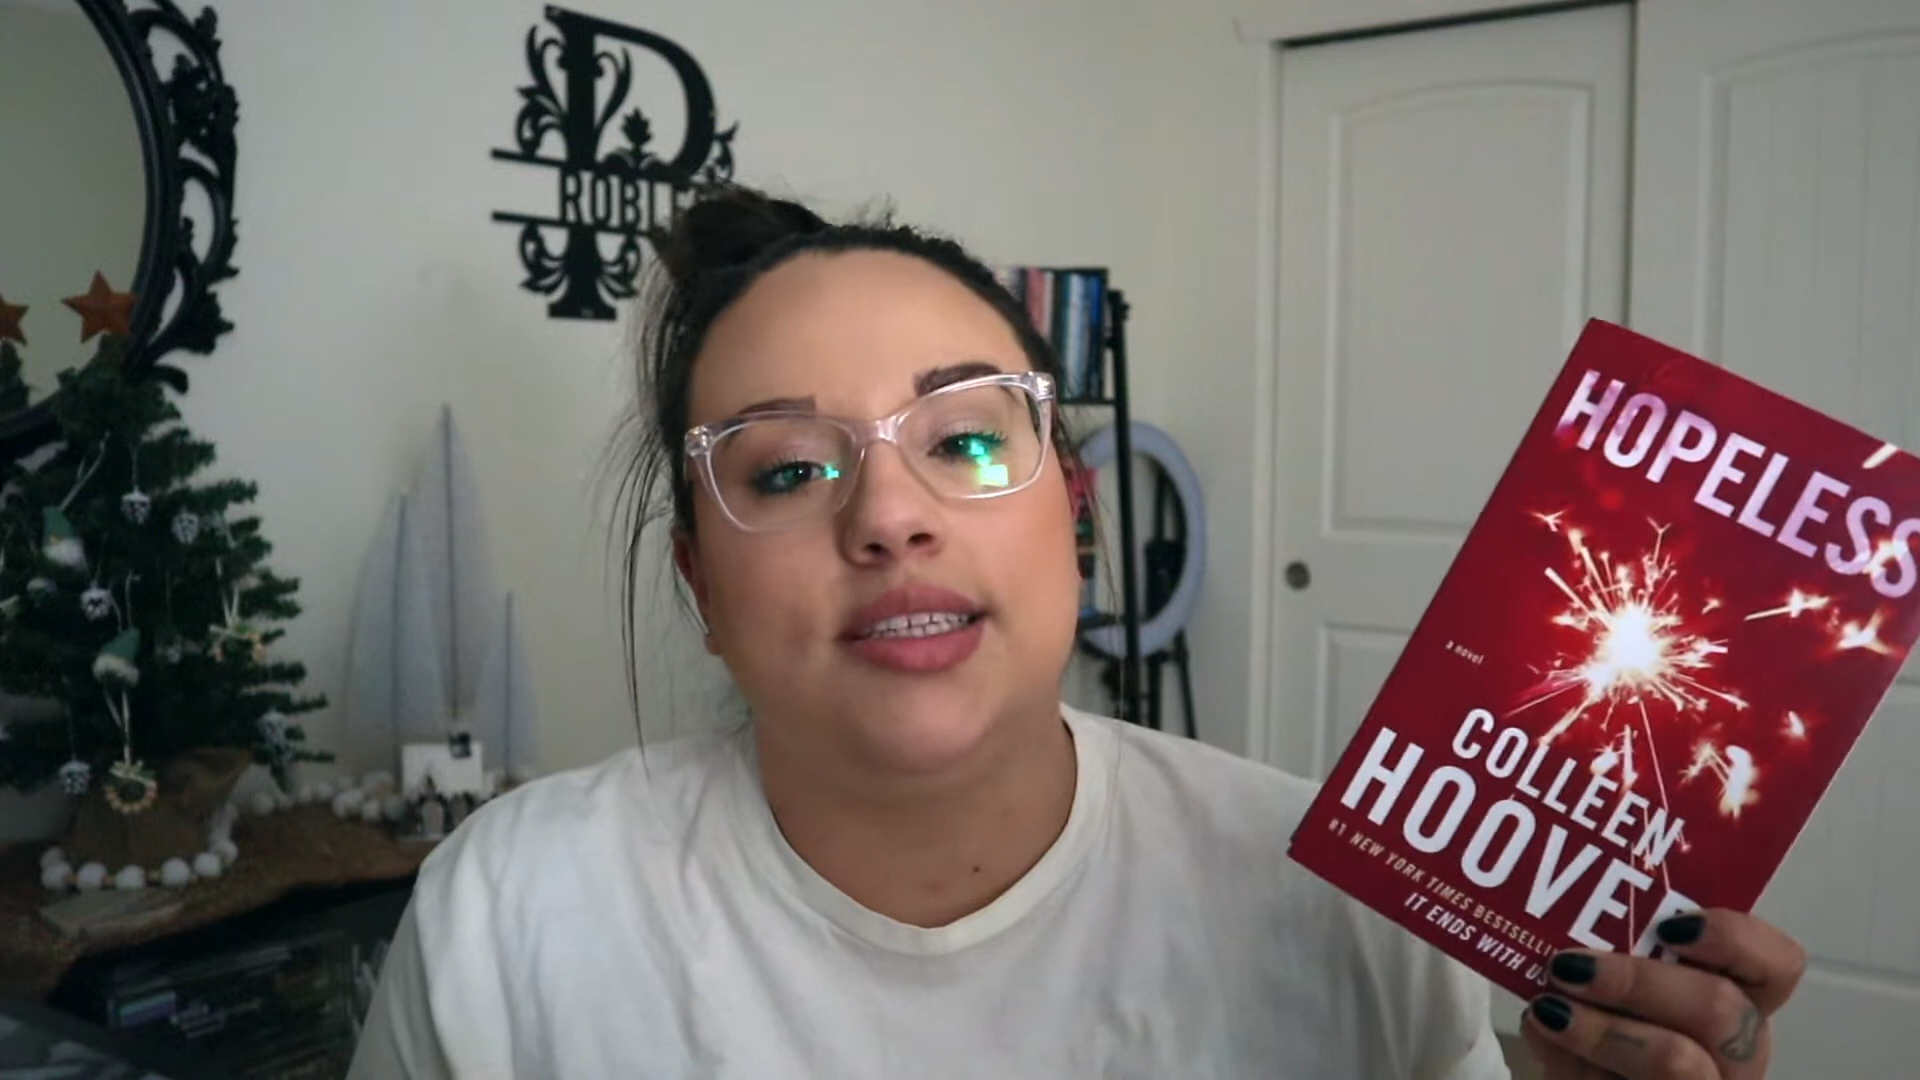 ROBLE
HOPELESS
a novel
COLLEEN
HOOVER
#1 NEW YORK TIMES BESTSELLI
IT ENDS WITH US